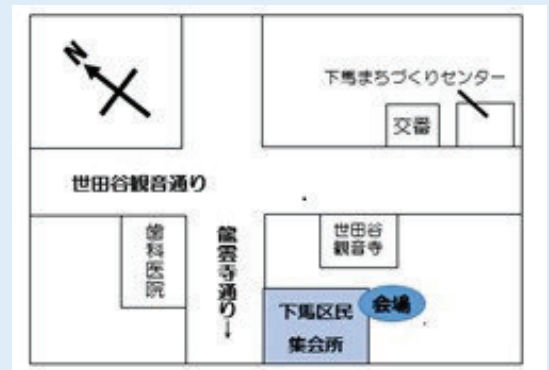 N
下馬まちづくりセンター
交番
世田谷観音通り
歯科医院
龍雲寺通り→
世田谷
観音寺
下馬区民
集会所
会場